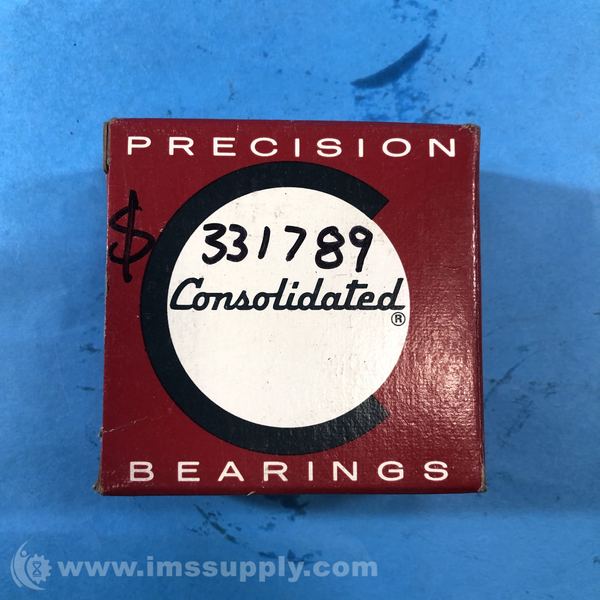 PRECISION
$ 331789
Consolidated®
BEARINGS
www.imssupply.com